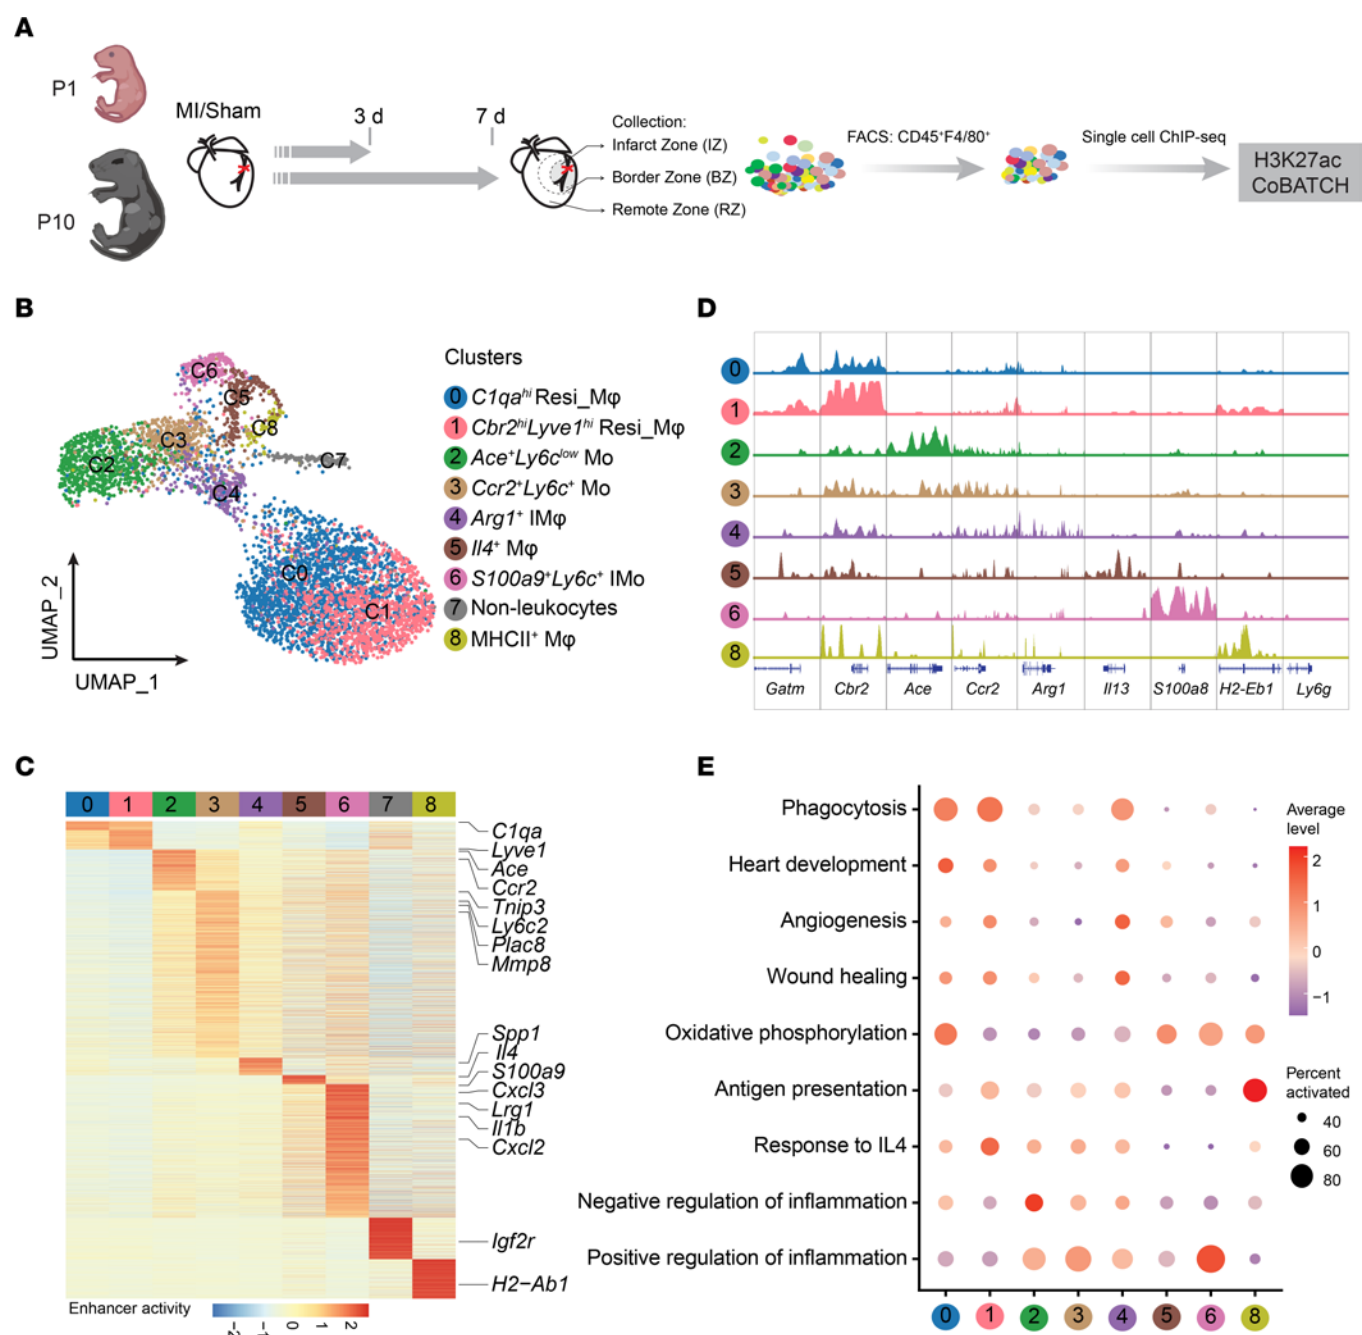 A
P1
P10
MI/Sham
3 d
7 d
Collection:
Infarct Zone (IZ)
Border Zone (BZ)
Remote Zone (RZ)
FACS: CD45⁺F4/80⁺
Single cell ChIP-seq
H3K27ac
CoBATCH
B
C6
C5
C8
C3
C2
C7
C4
C0
C1
UMAP_2
UMAP_1
Clusters
0 C1qaʰⁱ Resi_Mφ
1 Cbr2ʰⁱLyve1ʰⁱ Resi_Mφ
2 Ace⁺Ly6cˡᵒʷ Mo
3 Ccr2⁺Ly6c⁺ Mo
4 Arg1⁺ IMφ
5 Il4⁺ Mφ
6 S100a9⁺Ly6c⁺ IMo
7 Non-leukocytes
8 MHCII⁺ Mφ
D
0
1
2
3
4
5
6
8
Gatm Cbr2 Ace Ccr2 Arg1 Il13 S100a8 H2-Eb1 Ly6g
C
0 1 2 3 4 5 6 7 8
C1qa
Lyve1
Ace
Ccr2
Tnip3
Ly6c2
Plac8
Mmp8
Spp1
Il4
S100a9
Cxcl3
Lrg1
Il1b
Cxcl2
Igf2r
H2−Ab1
Enhancer activity
−2 −1 0 1 2
E
Phagocytosis
Heart development
Angiogenesis
Wound healing
Oxidative phosphorylation
Antigen presentation
Response to IL4
Negative regulation of inflammation
Positive regulation of inflammation
0 1 2 3 4 5 6 8
Average
level
2
1
0
−1
Percent
activated
40
60
80